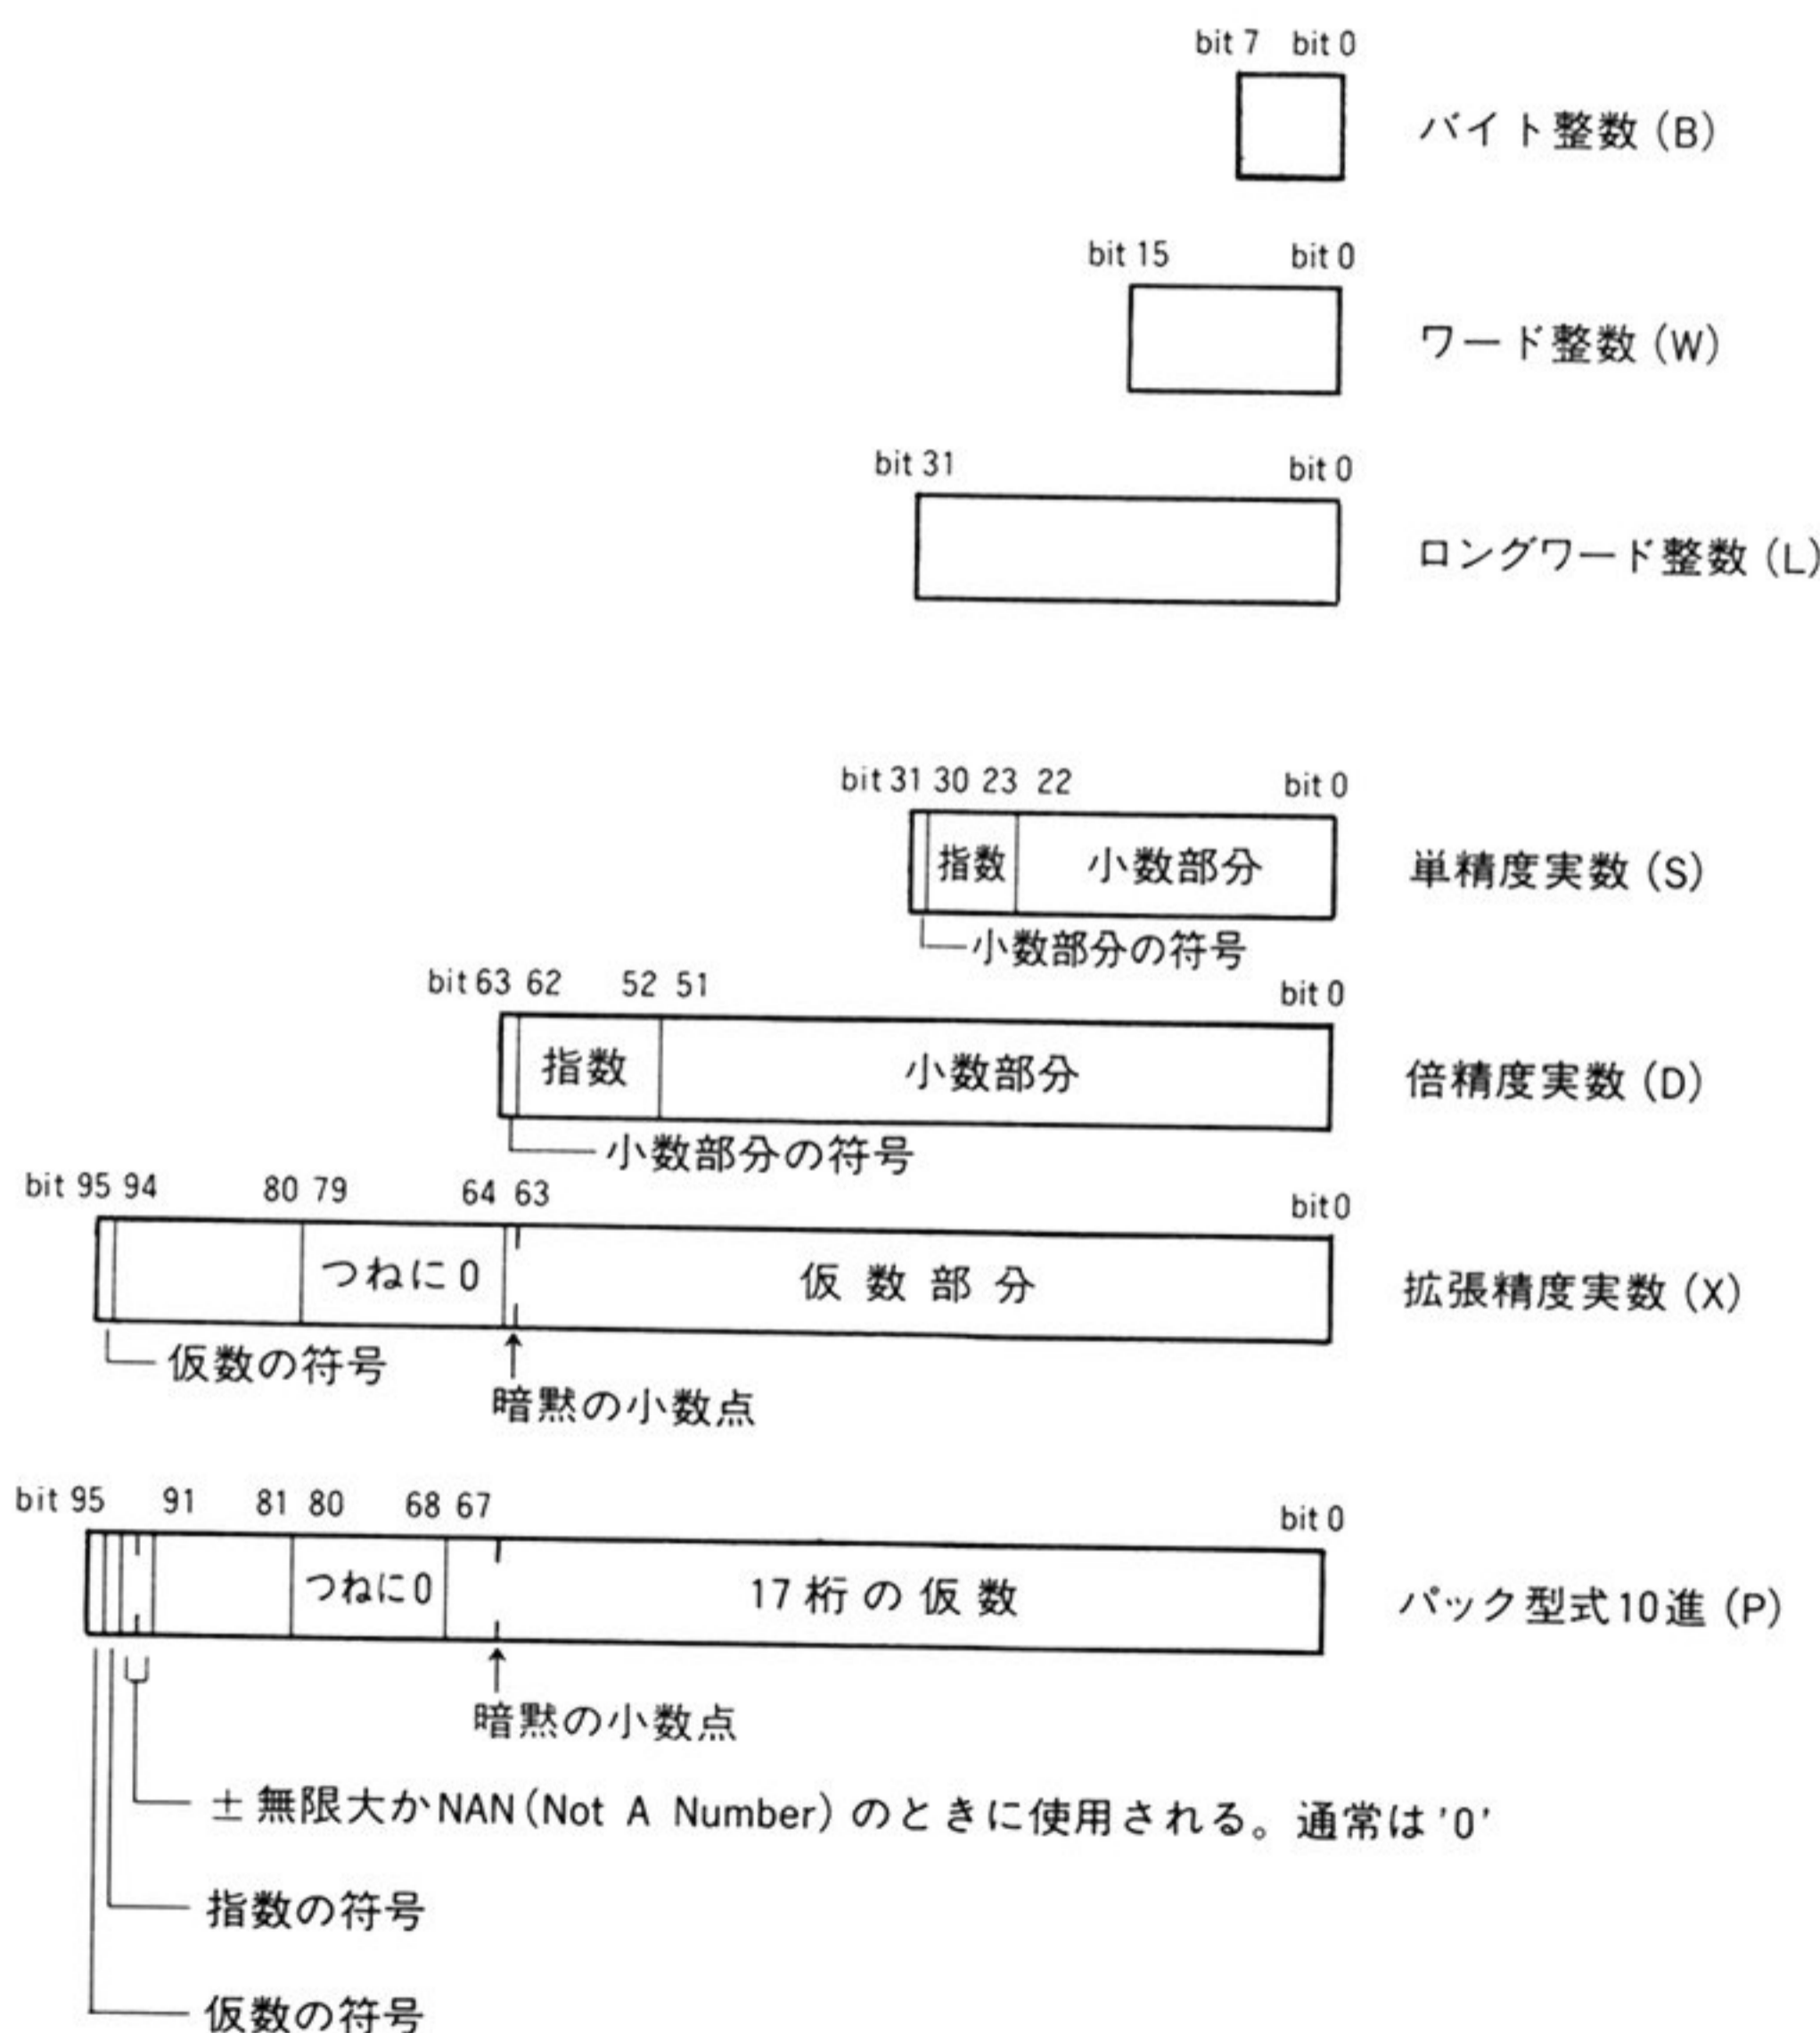 bit 7 bit 0
バイト整数 (B)
bit 15 bit 0
ワード整数 (W)
bit 31 bit 0
ロングワード整数 (L)
bit 31 30 23 22 bit 0
指数 小数部分
単精度実数 (S)
小数部分の符号
bit 63 62 52 51 bit 0
指数 小数部分
倍精度実数 (D)
小数部分の符号
bit 95 94 80 79 64 63 bit 0
つねに0 仮数部分
拡張精度実数 (X)
仮数の符号
暗黙の小数点
bit 95 91 81 80 68 67 bit 0
つねに0 17桁の仮数
パック型式10進 (P)
暗黙の小数点
±無限大かNAN(Not A Number) のときに使用される。通常は'0'
指数の符号
仮数の符号